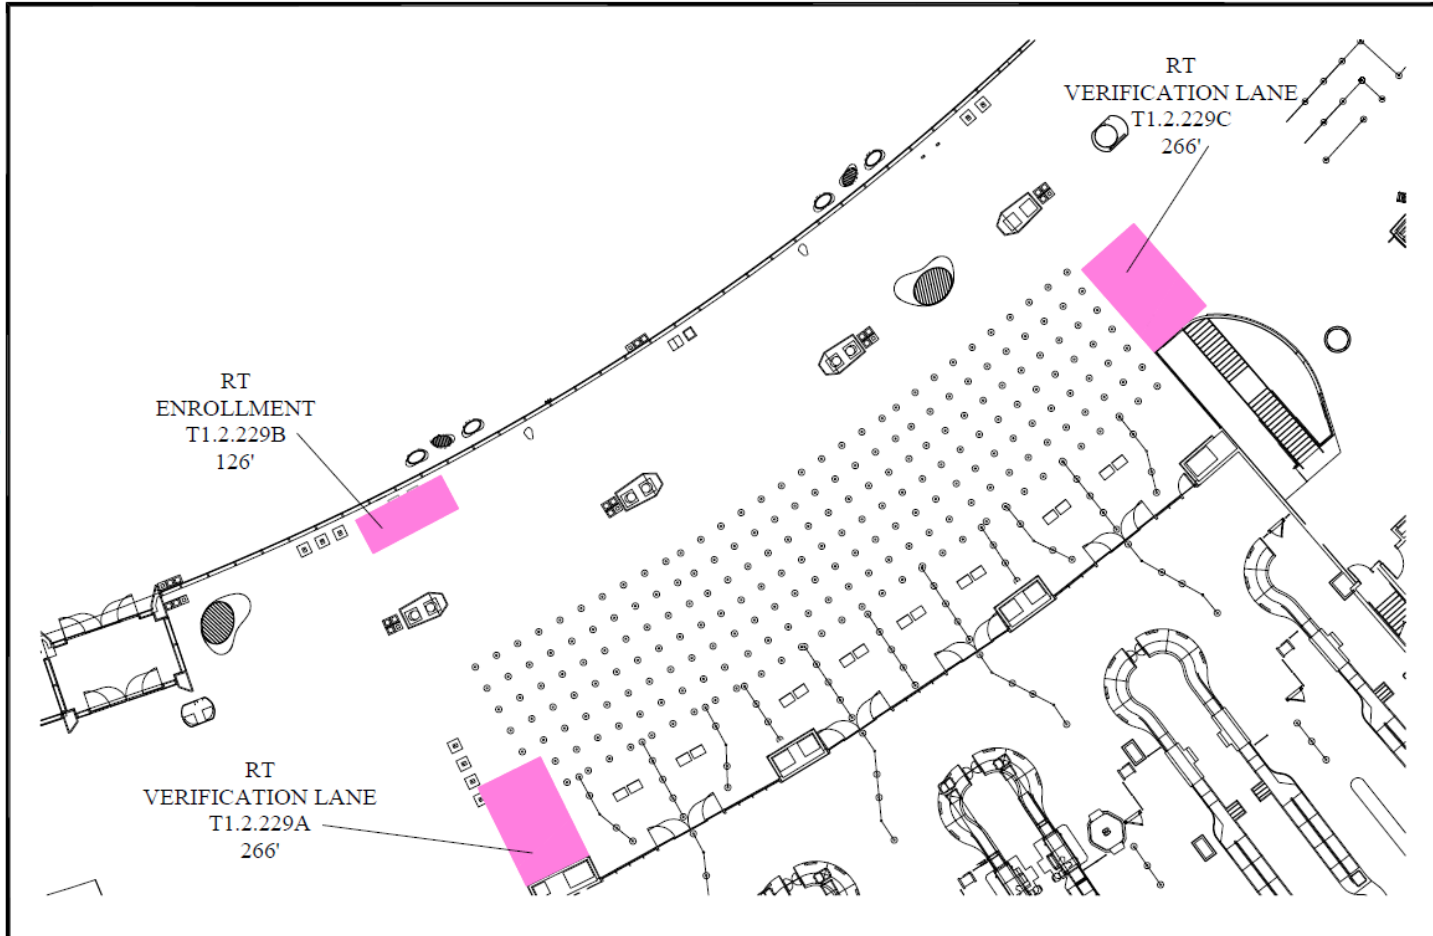 RT
VERIFICATION LANE
T1.2.229C
266'
RT
ENROLLMENT
T1.2.229B
126'
RT
VERIFICATION LANE
T1.2.229A
266'